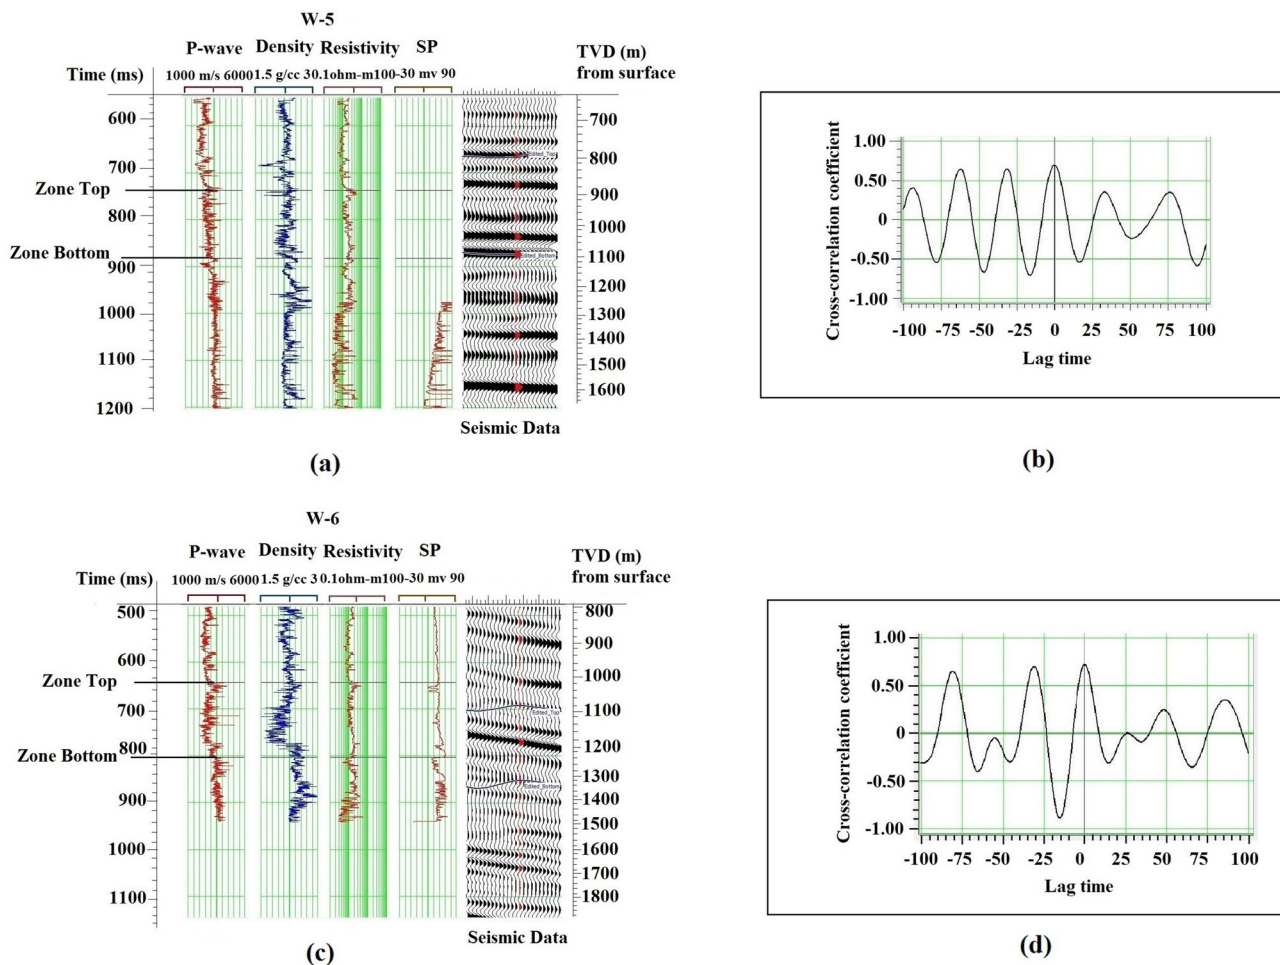 W-5
P-wave Density Resistivity SP
TVD (m)
from surface
Time (ms) 1000 m/s 6000 1.5 g/cc 3 0.1ohm-m100 -30 mv 90
600
700
Zone Top
800
Zone Bottom
900
1000
1100
1200
700
800
900
1000
1100
1200
1300
1400
1500
1600
Edited_Top
Edited_Bottom
Seismic Data
(a)
Cross-correlation coefficient
1.00
0.50
0
-0.50
-1.00
-100 -75 -50 -25 0 25 50 75 100
Lag time
(b)
W-6
P-wave Density Resistivity SP
TVD (m)
from surface
Time (ms) 1000 m/s 6000 1.5 g/cc 3 0.1ohm-m100 -30 mv 90
500
600
Zone Top
700
800
Zone Bottom
900
1000
1100
800
900
1000
1100
1200
1300
1400
1500
1600
1700
1800
Edited_Top
Edited_Bottom
Seismic Data
(c)
Cross-correlation coefficient
1.00
0.50
0
-0.50
-1.00
-100 -75 -50 -25 0 25 50 75 100
Lag time
(d)